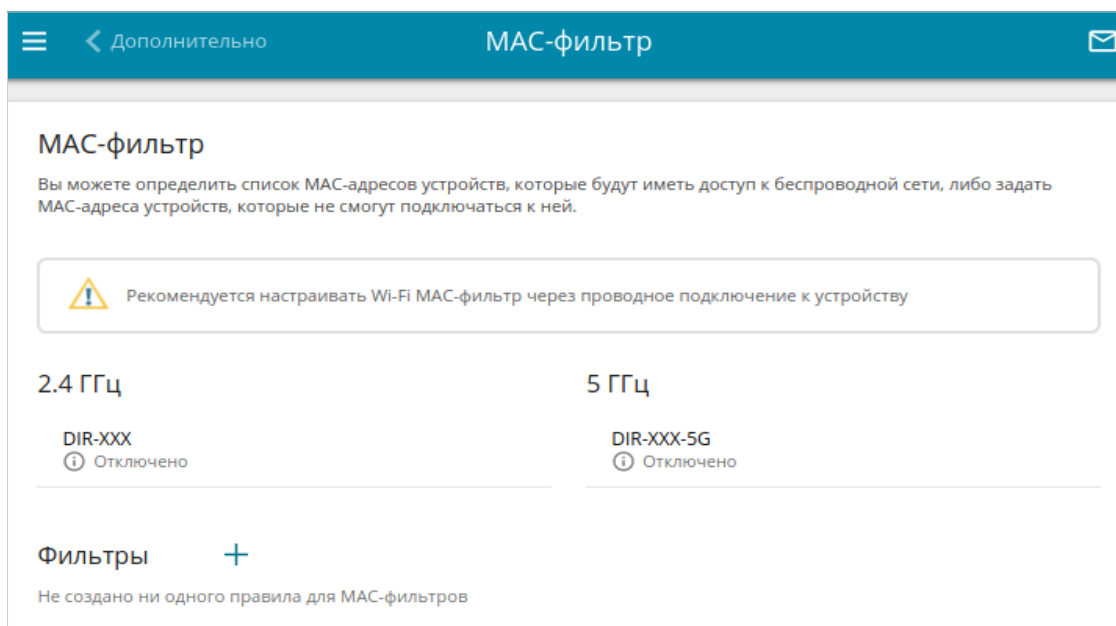 Дополнительно
MAC-фильтр
MAC-фильтр
Вы можете определить список MAC-адресов устройств, которые будут иметь доступ к беспроводной сети, либо задать
MAC-адреса устройств, которые не смогут подключаться к ней.
Рекомендуется настраивать Wi-Fi MAC-фильтр через проводное подключение к устройству
2.4 ГГц
5 ГГц
DIR-XXX
DIR-XXX-5G
Отключено
Отключено
Фильтры
Не создано ни одного правила для MAC-фильтров